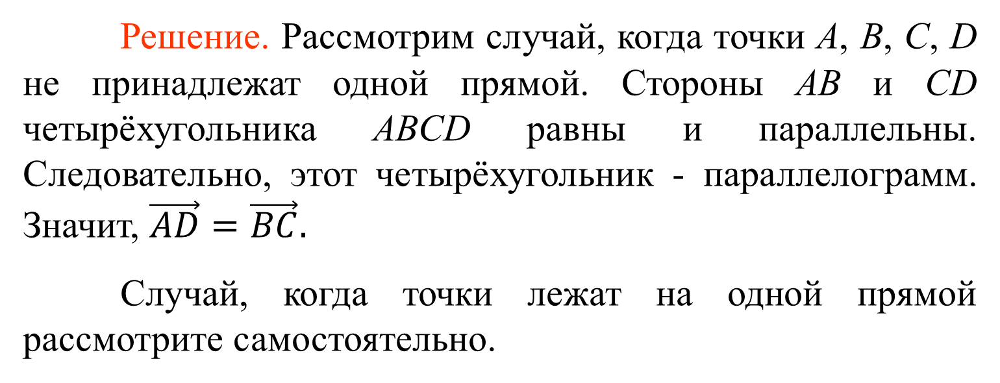 Решение. Рассмотрим случай, когда точки A, B, C, D
не принадлежат одной прямой. Стороны AB и CD
четырёхугольника ABCD равны и параллельны.
Следовательно, этот четырёхугольник - параллелограмм.
Значит, $\overrightarrow{AD} = \overrightarrow{BC}$.
Случай, когда точки лежат на одной прямой
рассмотрите самостоятельно.